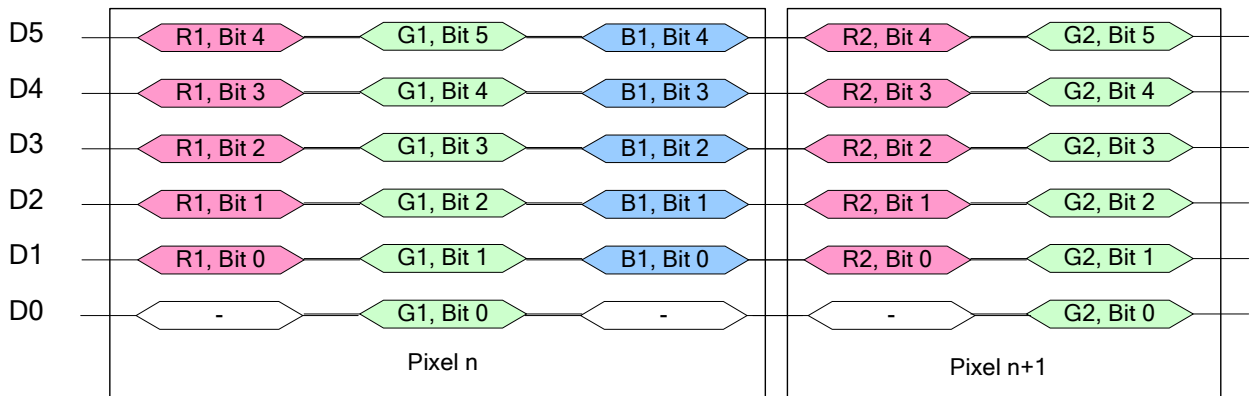 D5 R1, Bit 4 G1, Bit 5 B1, Bit 4 R2, Bit 4 G2, Bit 5
D4 R1, Bit 3 G1, Bit 4 B1, Bit 3 R2, Bit 3 G2, Bit 4
D3 R1, Bit 2 G1, Bit 3 B1, Bit 2 R2, Bit 2 G2, Bit 3
D2 R1, Bit 1 G1, Bit 2 B1, Bit 1 R2, Bit 1 G2, Bit 2
D1 R1, Bit 0 G1, Bit 1 B1, Bit 0 R2, Bit 0 G2, Bit 1
D0 - G1, Bit 0 - - G2, Bit 0
Pixel n Pixel n+1